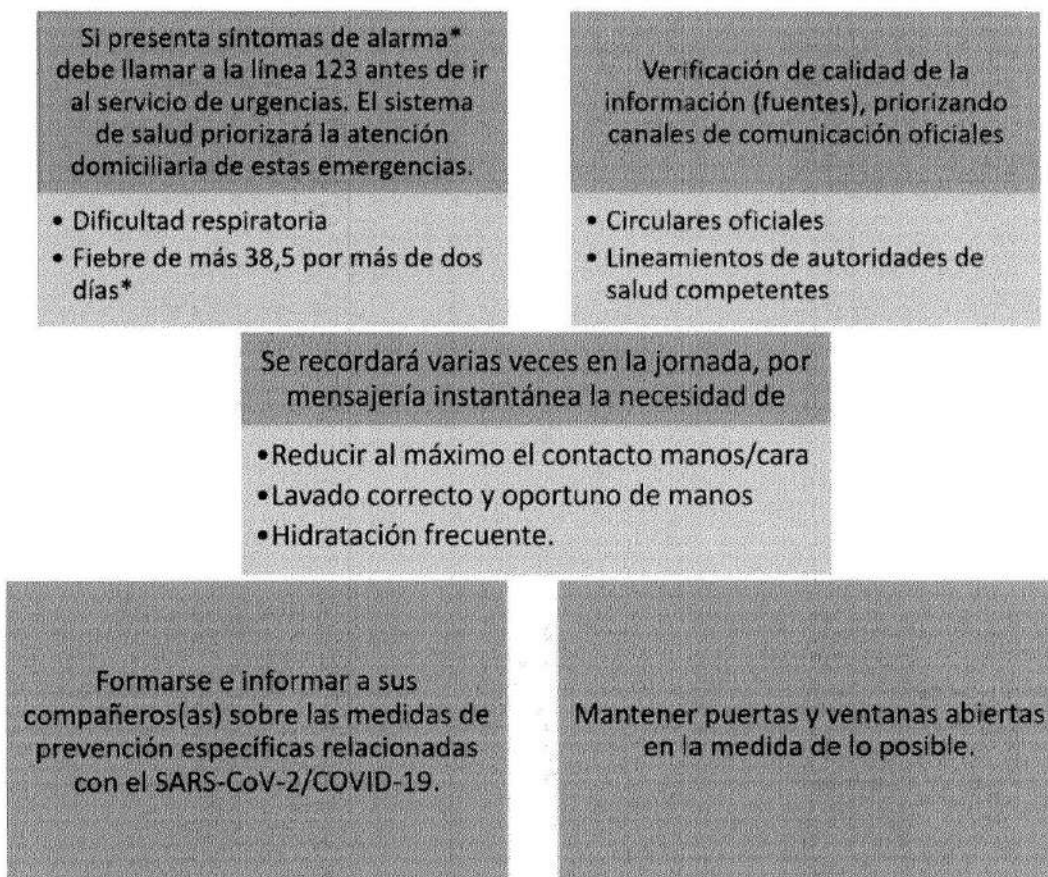 Si presenta síntomas de alarma*
debe llamar a la línea 123 antes de ir
al servicio de urgencias. El sistema
de salud priorizará la atención
domiciliaria de estas emergencias.
• Dificultad respiratoria
• Fiebre de más 38,5 por más de dos
días*
Verificación de calidad de la
información (fuentes), priorizando
canales de comunicación oficiales
• Circulares oficiales
• Lineamientos de autoridades de
salud competentes
Se recordará varias veces en la jornada, por
mensajería instantánea la necesidad de
•Reducir al máximo el contacto manos/cara
•Lavado correcto y oportuno de manos
•Hidratación frecuente.
Formarse e informar a sus
compañeros(as) sobre las medidas de
prevención específicas relacionadas
con el SARS-CoV-2/COVID-19.
Mantener puertas y ventanas abiertas
en la medida de lo posible.